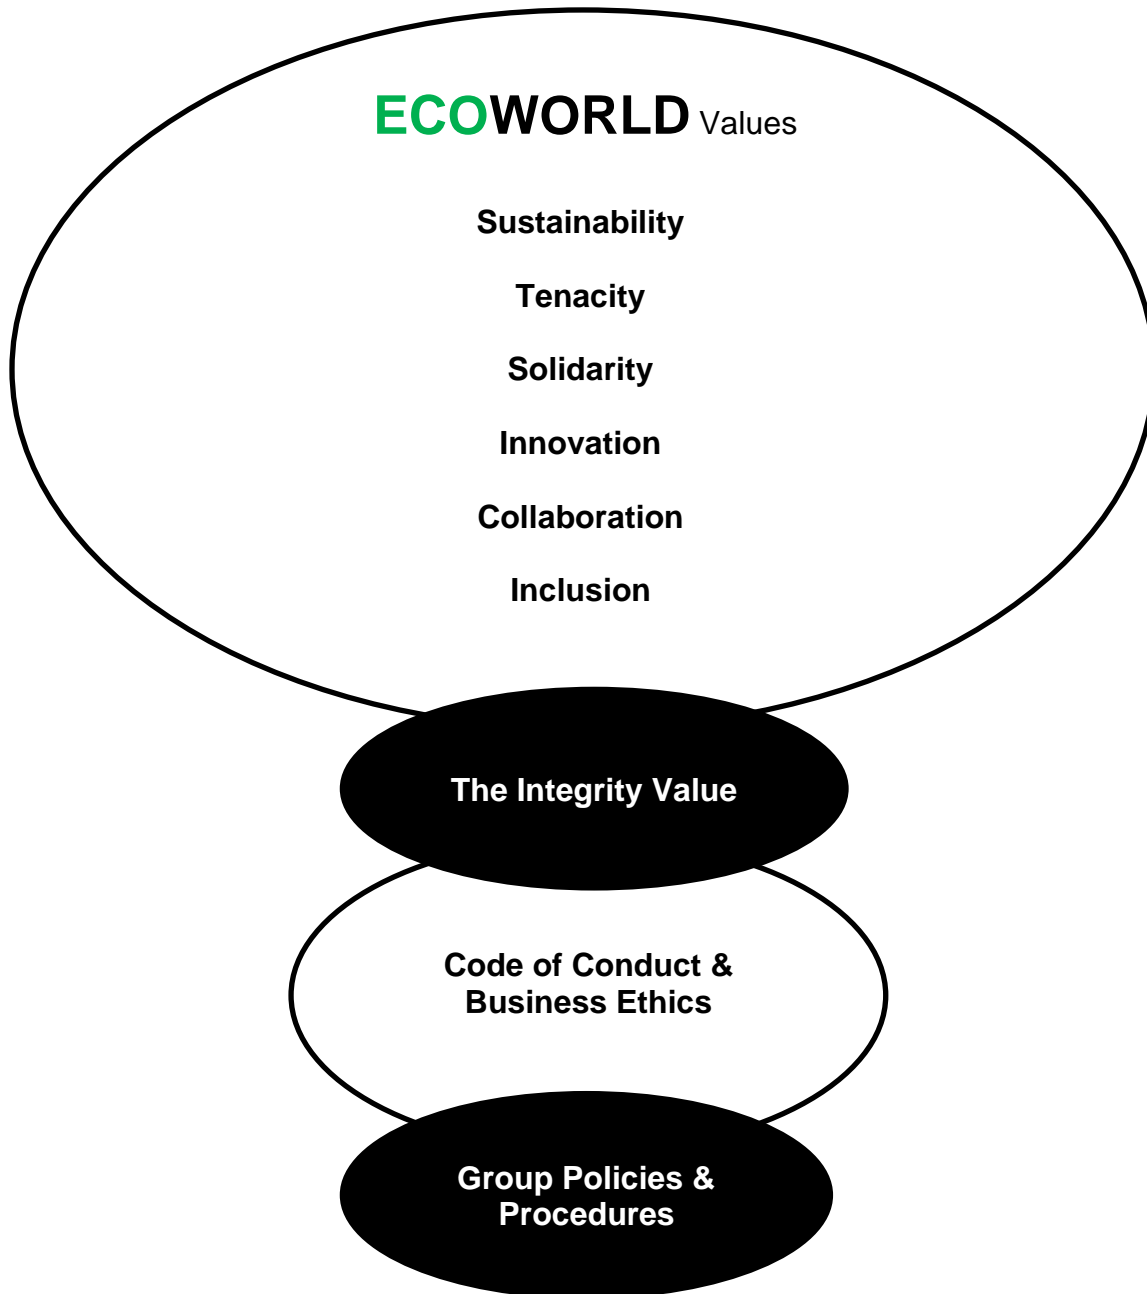 ECOWORLD Values
Sustainability
Tenacity
Solidarity
Innovation
Collaboration
Inclusion
The Integrity Value
Code of Conduct &
Business Ethics
Group Policies &
Procedures